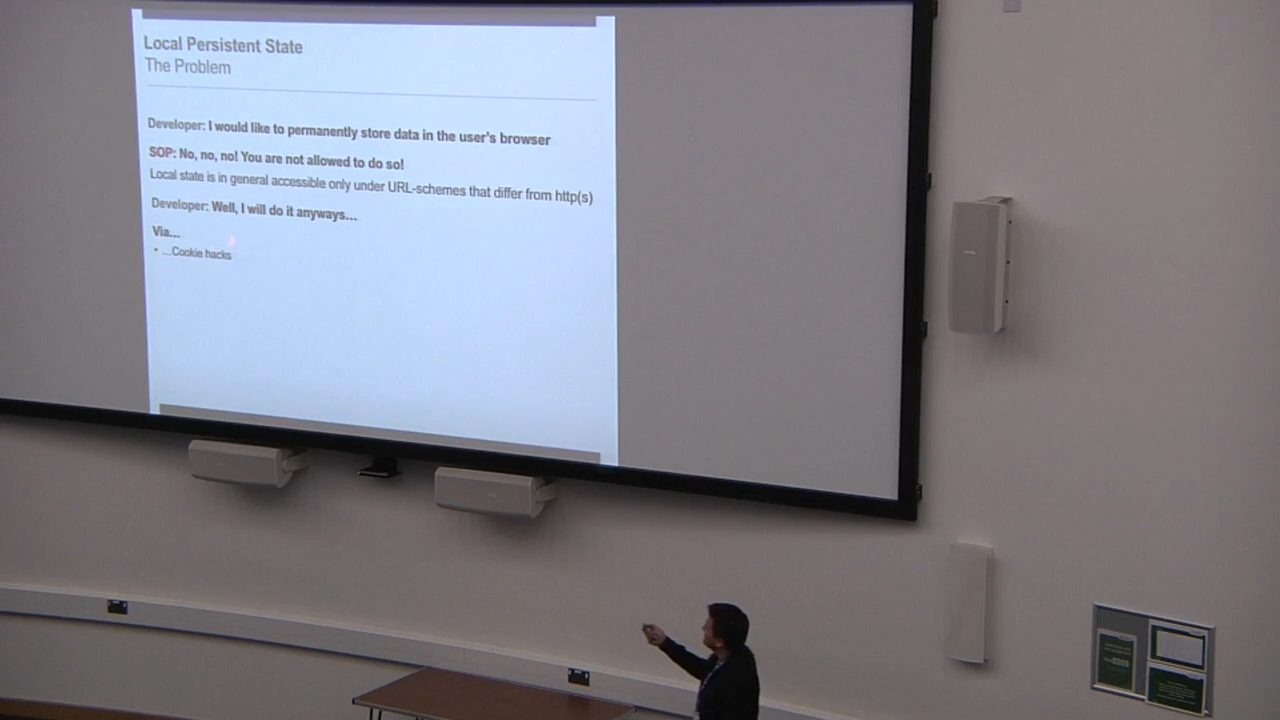 Local Persistent State
The Problem
Developer: I would like to permanently store data in the user's browser
SOP: No, no, no! You are not allowed to do so!
Local state is in general accessible only under URL-schemes that differ from http(s)
Developer: Well, I will do it anyways...
Via...
• ...Cookie hacks